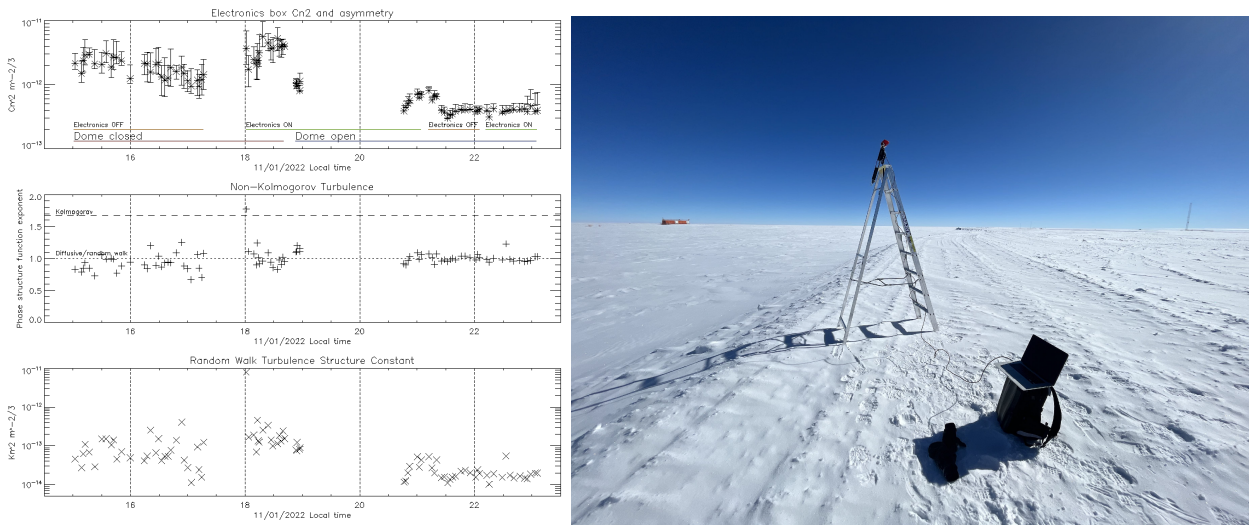 Electronics box Cn2 and asymmetry
10⁻¹¹
10⁻¹²
10⁻¹³
Cm2 m^-2/3
Electronics OFF
Electronics ON
Electronics OFF
Electronics ON
Dome closed
Dome open
16
18
20
22
11/01/2022 Local time
Non-Kolmogorov Turbulence
2.0
1.5
1.0
0.5
0.0
Phase structure function exponent
Kolmogorov
Diffusive/random walk
16
18
20
22
11/01/2022 Local time
Random Walk Turbulence Structure Constant
10⁻¹¹
10⁻¹²
10⁻¹³
10⁻¹⁴
Km^2 m^-2/3
16
18
20
22
11/01/2022 Local time